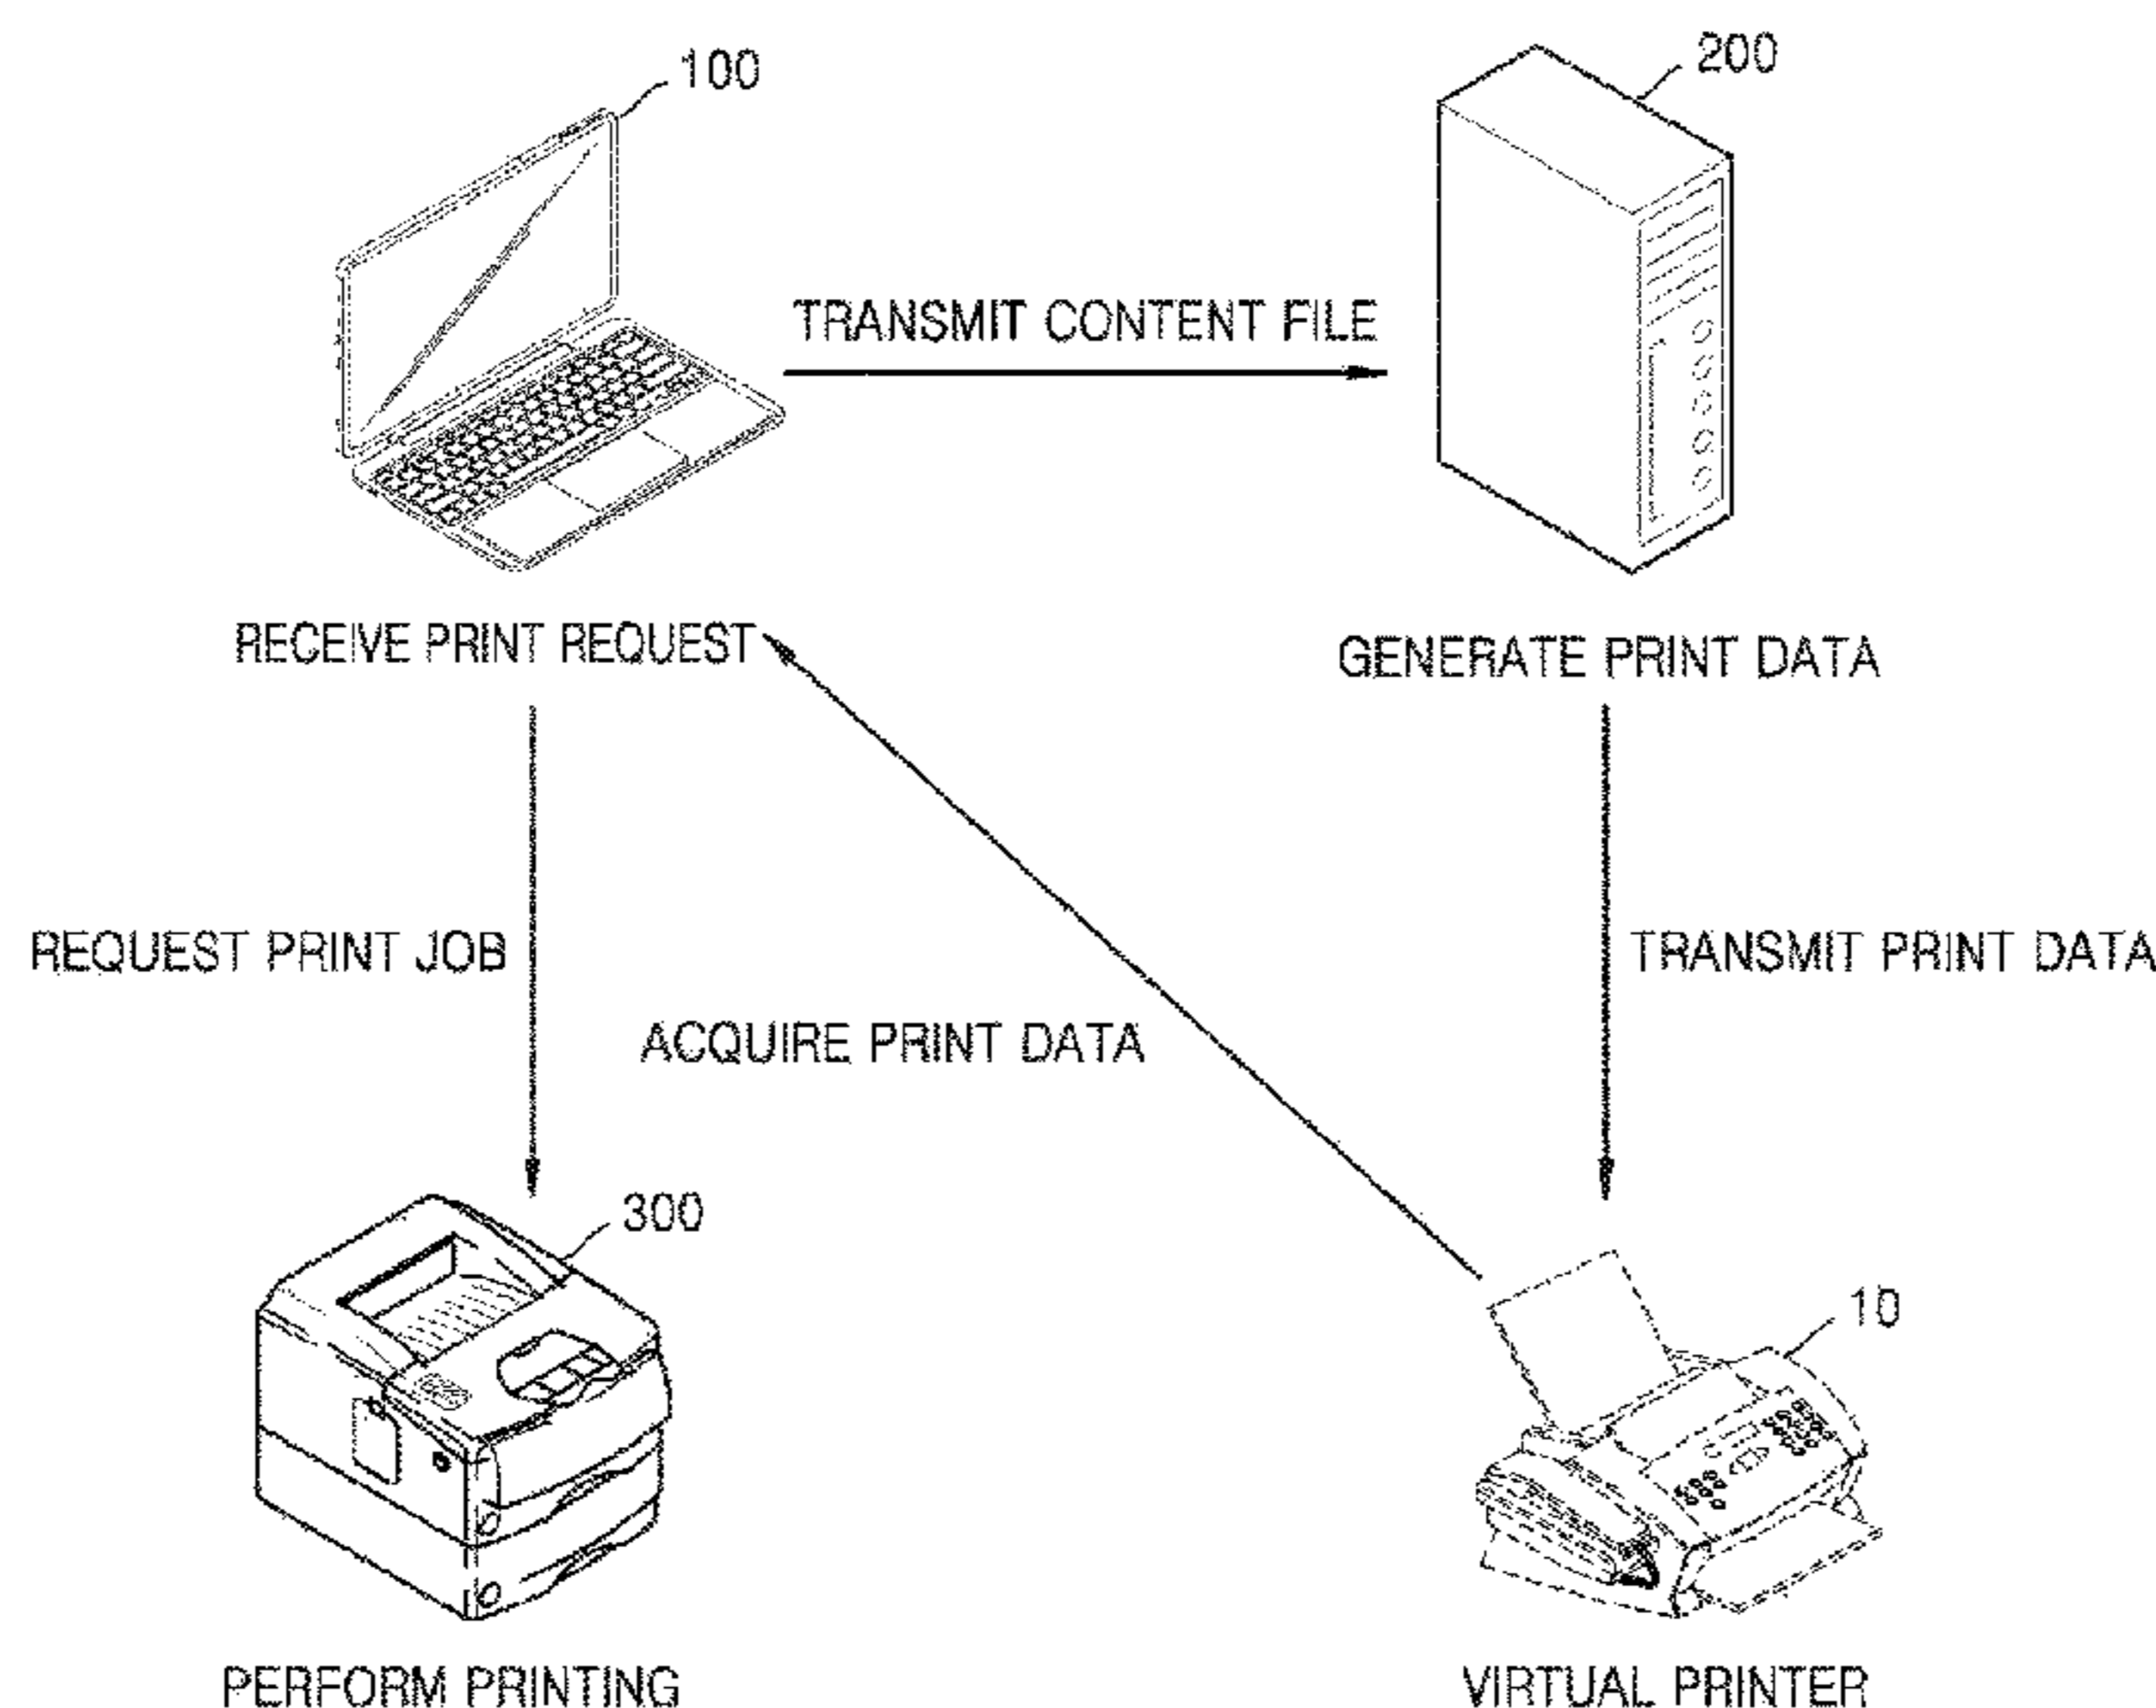 100
200
TRANSMIT CONTENT FILE
RECEIVE PRINT REQUEST
GENERATE PRINT DATA
REQUEST PRINT JOB
TRANSMIT PRINT DATA
ACQUIRE PRINT DATA
300
10
PERFORM PRINTING
VIRTUAL PRINTER